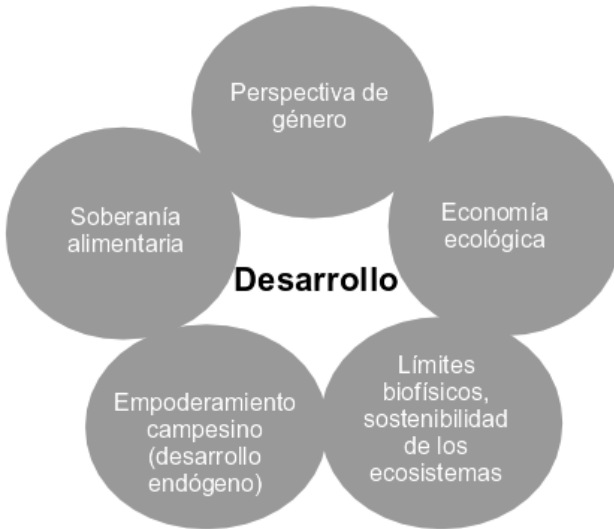 Perspectiva de
género
Soberanía
alimentaria
Economía
ecológica
Desarrollo
Empoderamiento
campesino
(desarrollo
endógeno)
Límites
biofísicos,
sostenibilidad
de los
ecosistemas